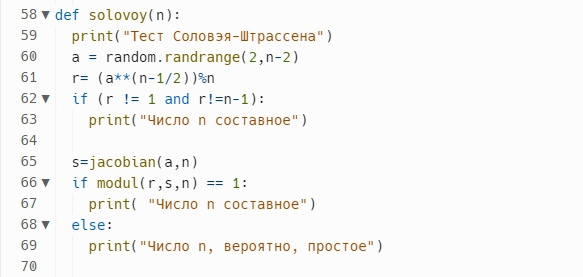 58 ▼ def solovoy(n):
59 print("Тест Соловэя-Штрассена")
60 a = random.randrange(2,n-2)
61 r= (a**(n-1/2))%n
62 ▼ if (r != 1 and r!=n-1):
63 print("Число n составное")
64
65 s=jacobian(a,n)
66 ▼ if modul(r,s,n) == 1:
67 print( "Число n составное")
68 ▼ else:
69 print("Число n, вероятно, простое")
70